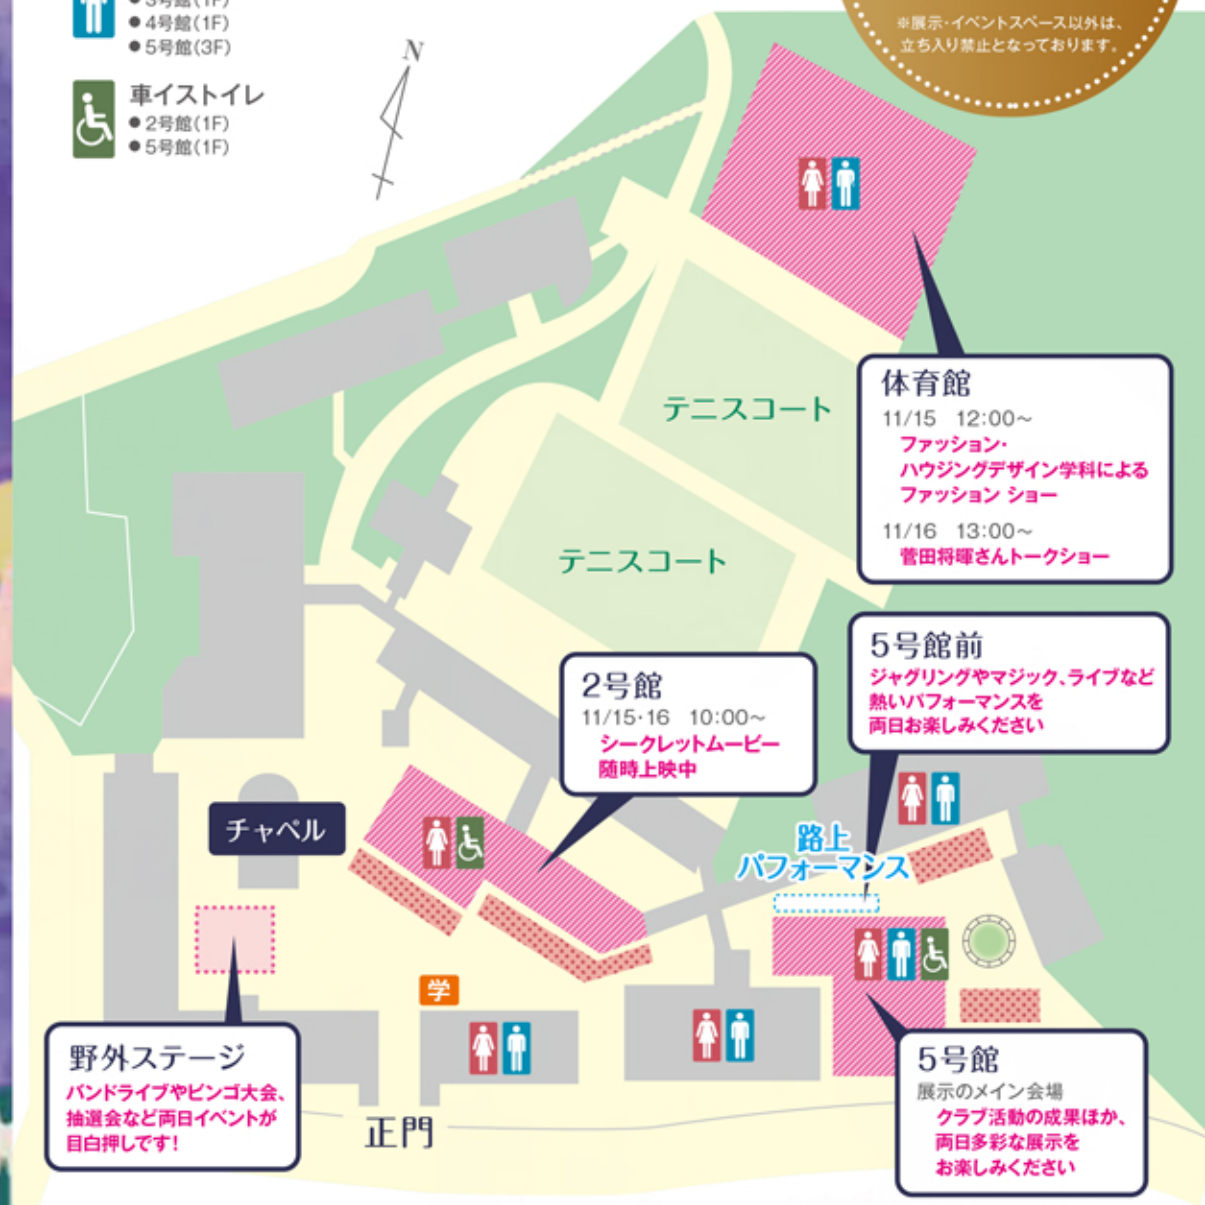 ●3号館(1F)
●4号館(1F)
●5号館(3F)
車イストイレ
●2号館(1F)
●5号館(1F)
N
※展示・イベントスペース以外は、
立ち入り禁止となっております。
テニスコート
体育館
11/15 12:00～
ファッション・
ハウジングデザイン学科による
ファッション ショー
11/16 13:00～
菅田将暉さんトークショー
テニスコート
5号館前
ジャグリングやマジック、ライブなど
熱いパフォーマンスを
両日お楽しみください
2号館
11/15・16 10:00～
シークレットムービー
随時上映中
チャペル
路上
パフォーマンス
学
野外ステージ
バンドライブやビンゴ大会、
抽選会など両日イベントが
目白押しです!
正門
5号館
展示のメイン会場
クラブ活動の成果ほか、
両日多彩な展示を
お楽しみください